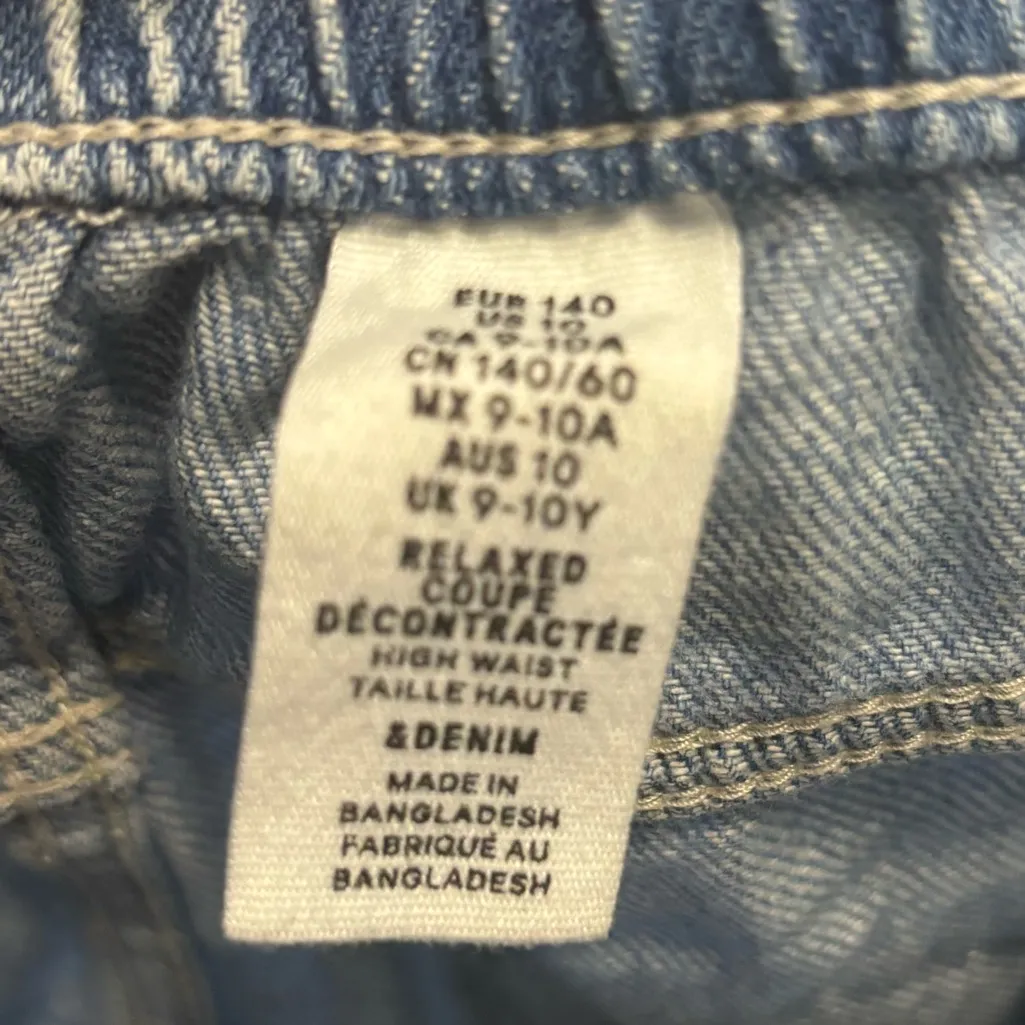 EUR 140
US 10
CA 9-10A
CN 140/60
MX 9-10A
AUS 10
UK 9-10Y
RELAXED
COUPE
DÉCONTRACTÉE
HIGH WAIST
TAILLE HAUTE
&DENIM
MADE IN
BANGLADESH
FABRIQUÉ AU
BANGLADESH